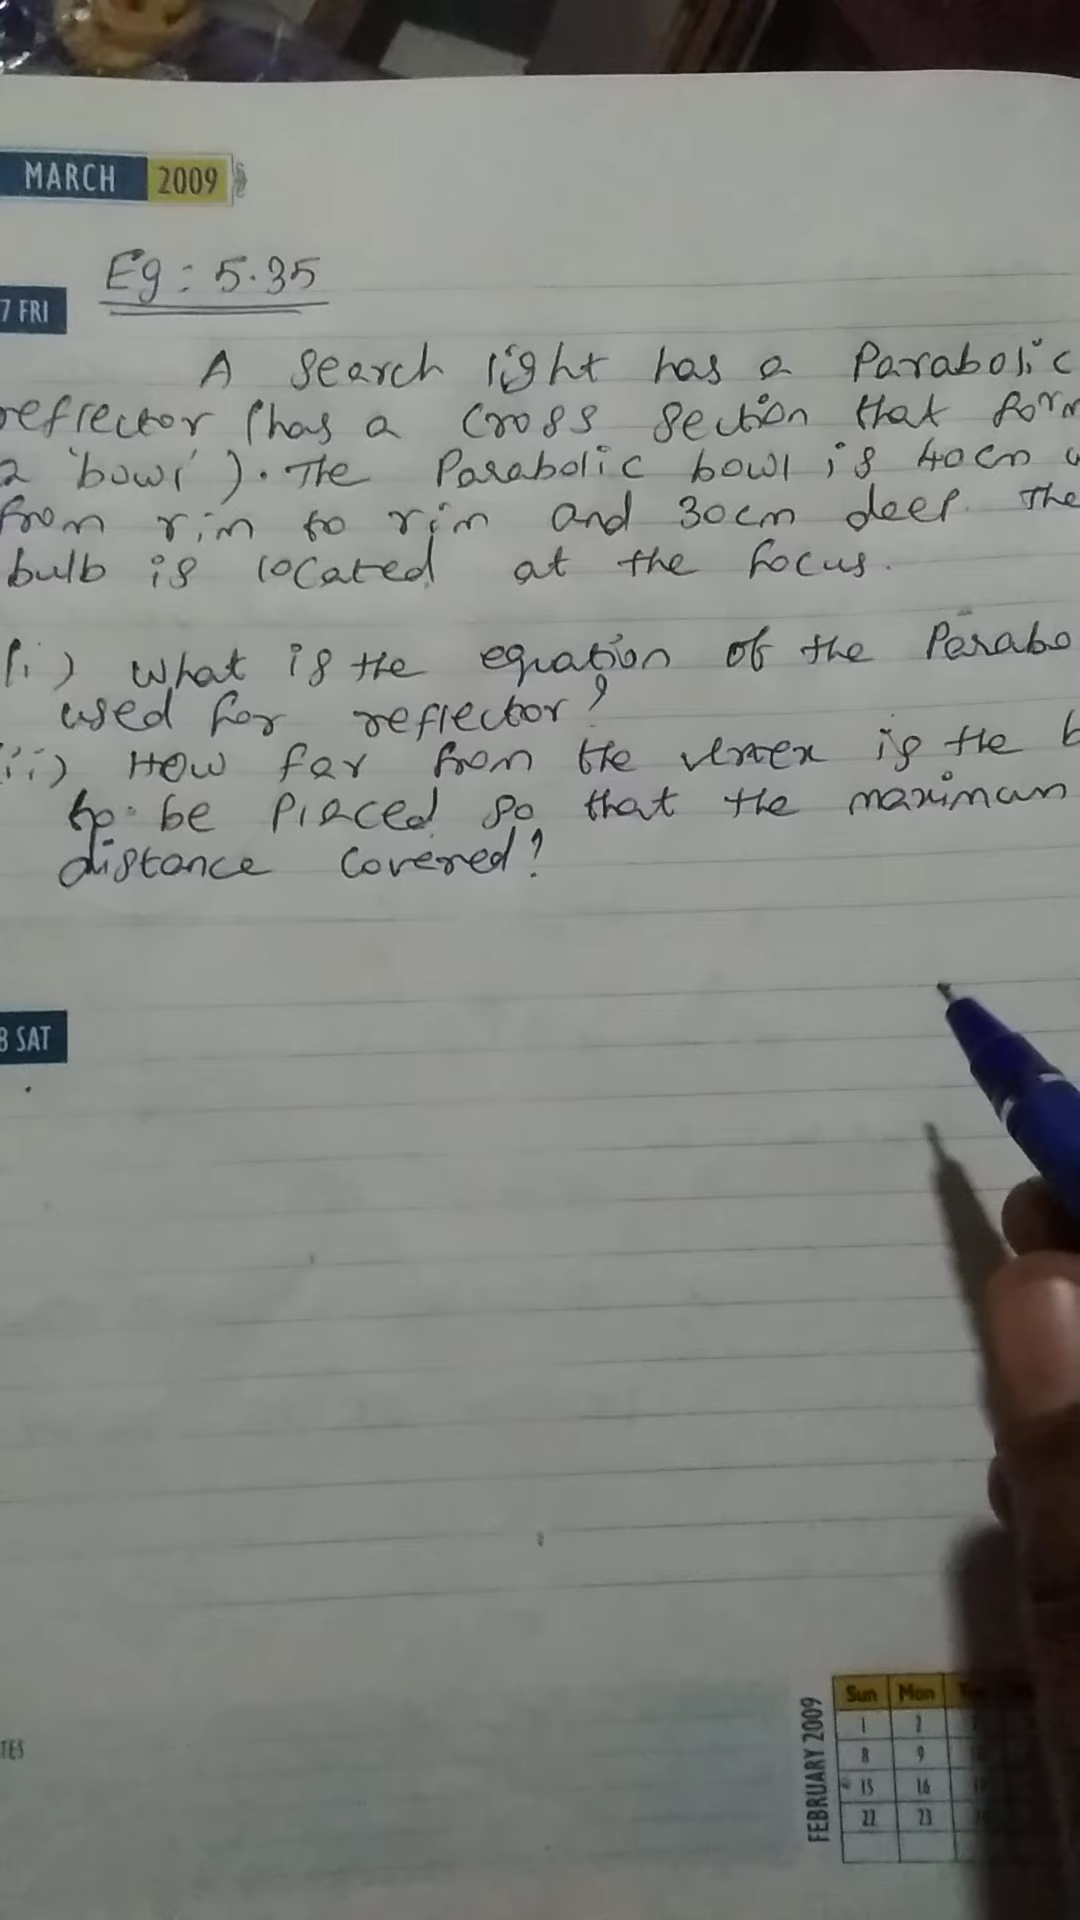 MARCH 2009
Eg: 5.35
7 FRI
A Search light has a Parabolic
reflector (has a cross section that form
a 'bowl'). The Parabolic bowl is 40cm w
from rim to rim and 30cm deep. The
bulb is located at the focus.
(i) What is the equation of the Parabo
used for reflector?
(ii) How far from the vertex is the b
to be Placed so that the maximum
distance covered?
8 SAT
TES
FEBRUARY 2009
Sun Mon
1 2
8 9
15 16
22 23